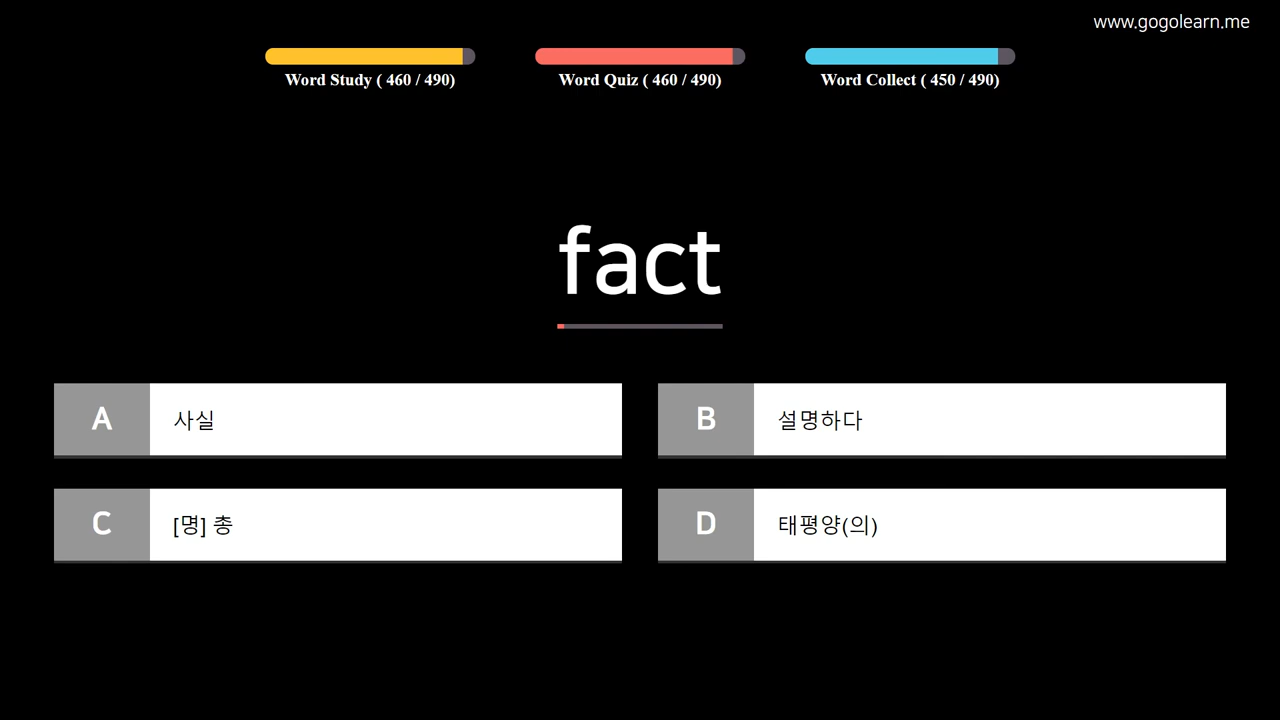 www.gogolearn.me
Word Study ( 460 / 490)
Word Quiz ( 460 / 490)
Word Collect ( 450 / 490)
fact
A 사실
B 설명하다
C [명] 총
D 태평양(의)